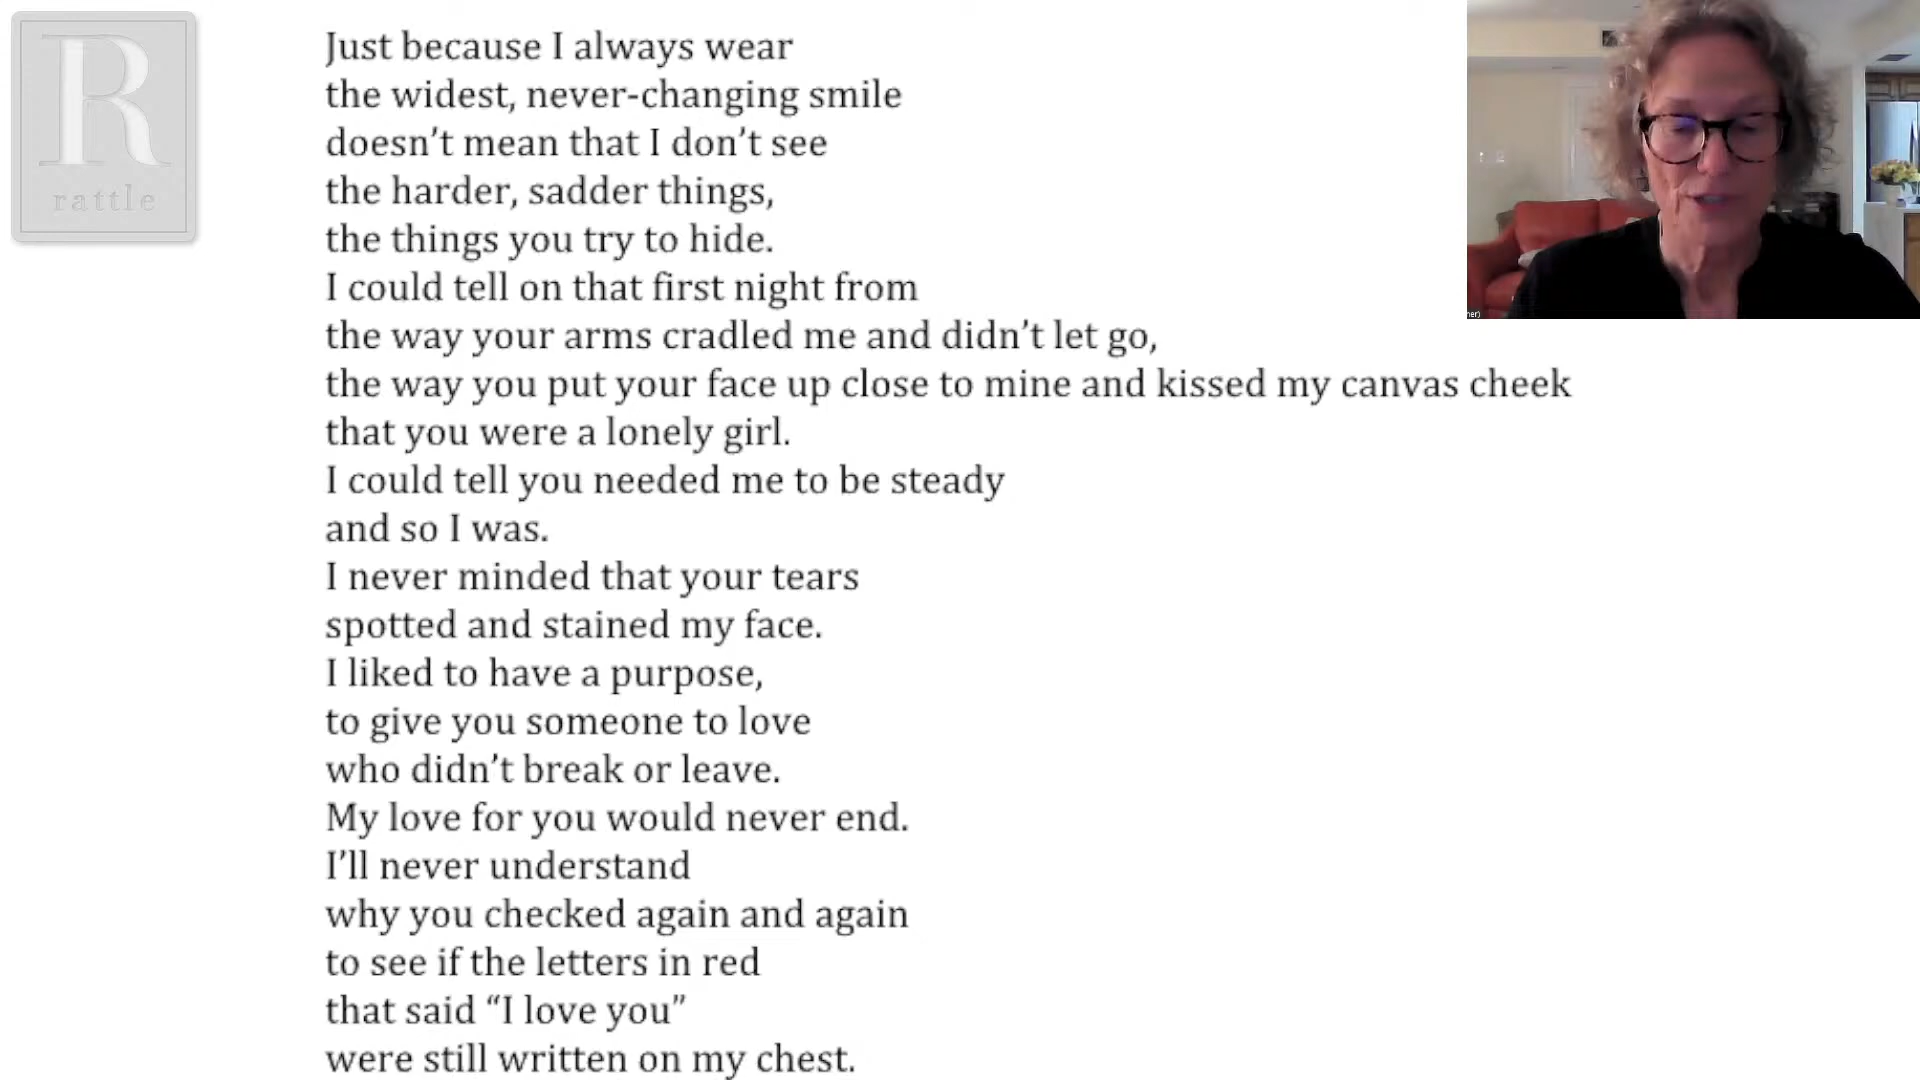 R
rattle
Just because I always wear
the widest, never-changing smile
doesn’t mean that I don’t see
the harder, sadder things,
the things you try to hide.
I could tell on that first night from
the way your arms cradled me and didn’t let go,
the way you put your face up close to mine and kissed my canvas cheek
that you were a lonely girl.
I could tell you needed me to be steady
and so I was.
I never minded that your tears
spotted and stained my face.
I liked to have a purpose,
to give you someone to love
who didn’t break or leave.
My love for you would never end.
I’ll never understand
why you checked again and again
to see if the letters in red
that said “I love you”
were still written on my chest.